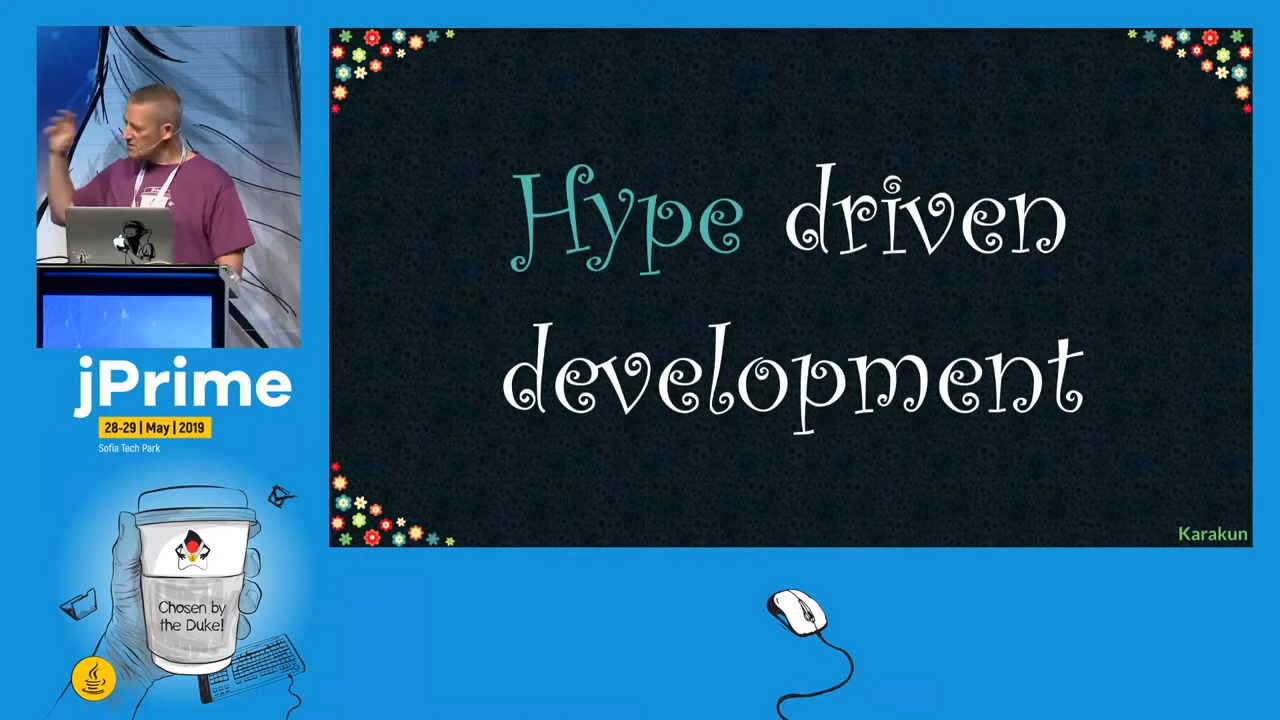 Hype driven
development
Karakun
jPrime
28-29 | May | 2019
Sofia Tech Park
Chosen by
the Duke!